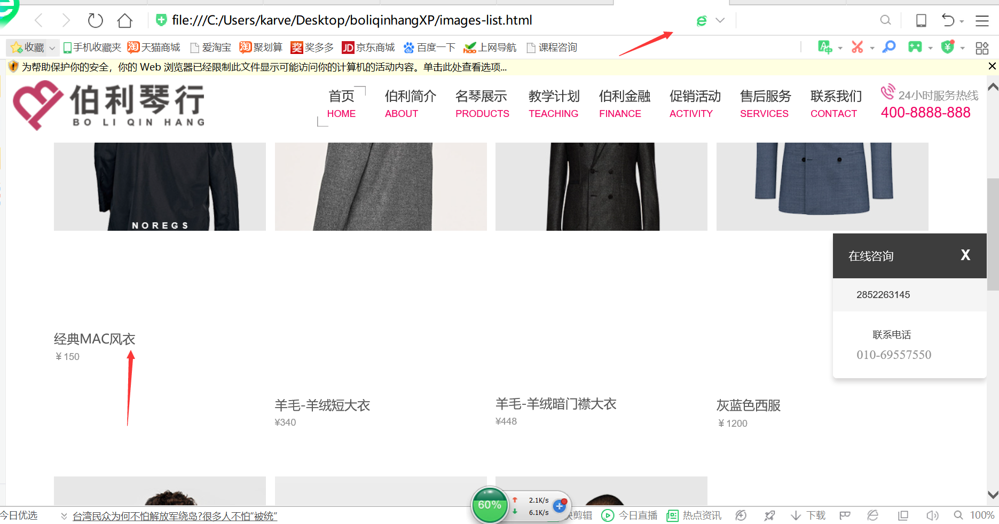 file:///C:/Users/karve/Desktop/boliqinhangXP/images-list.html
收藏 手机收藏夹 天猫商城 爱淘宝 聚划算 奖多多 京东商城 百度一下 上网导航 课程咨询
为帮助保护你的安全，你的 Web 浏览器已经限制此文件显示可能访问你的计算机的活动内容。单击此处查看选项...
伯利琴行
BO LI QIN HANG
首页 伯利简介 名琴展示 教学计划 伯利金融 促销活动 售后服务 联系我们 24小时服务热线
HOME ABOUT PRODUCTS TEACHING FINANCE ACTIVITY SERVICES CONTACT 400-8888-888
NOREGS
在线咨询 X
2852263145
联系电话
010-69557550
经典MAC风衣
¥150
羊毛-羊绒短大衣
¥340
羊毛-羊绒暗门襟大衣
¥448
灰蓝色西服
¥1200
今日优选 台湾民众为何不怕解放军绕岛?很多人不怕“被统”
60% 2.1K/s
6.1K/s
剪辑 今日直播 热点资讯 下载 100%